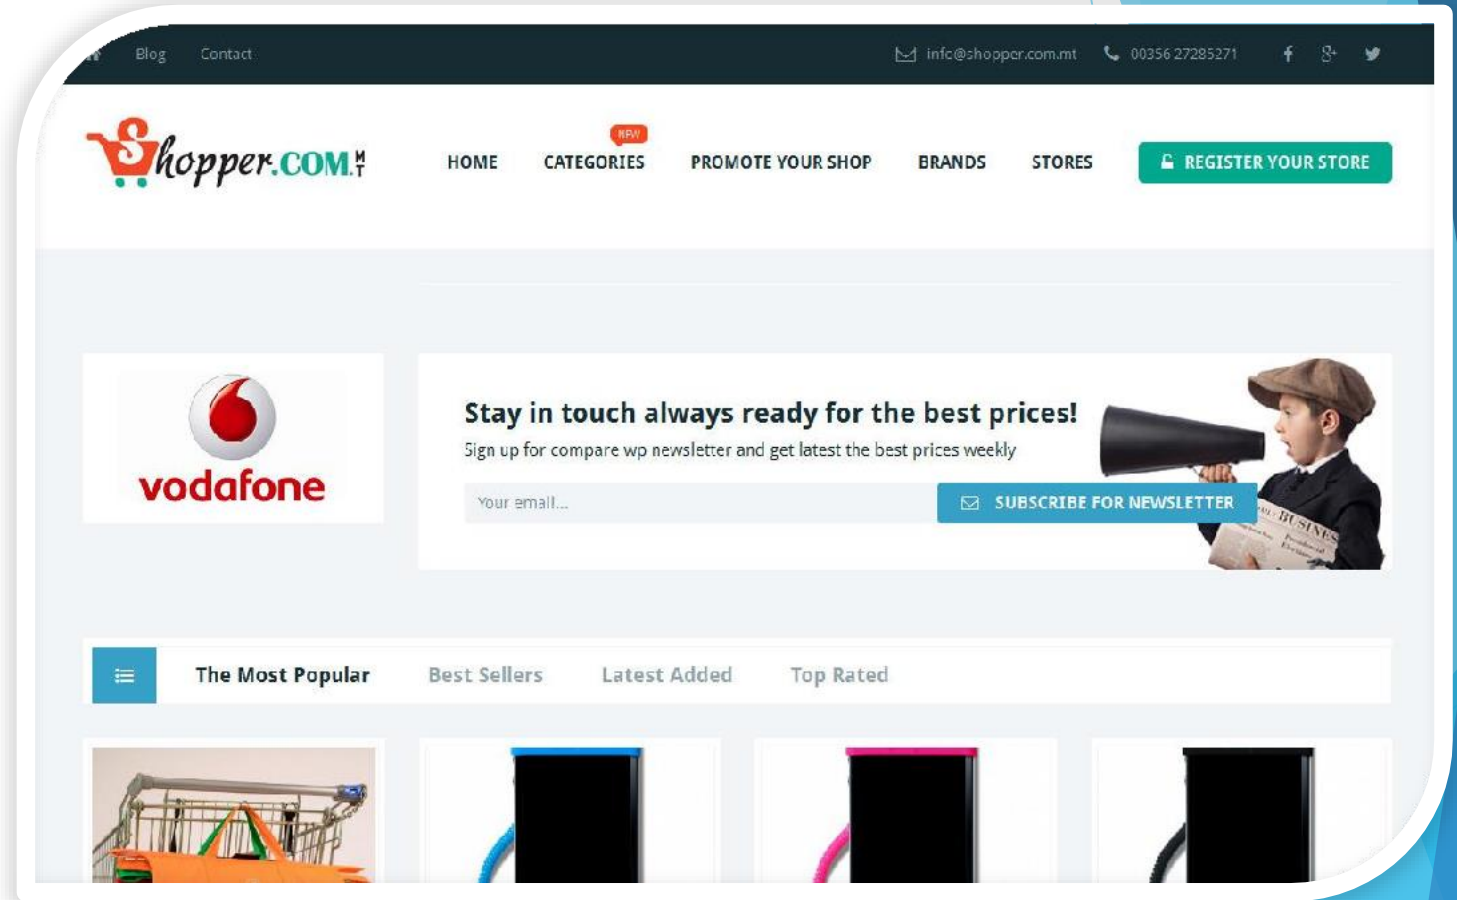 Blog Contact info@shopper.com.mt 00356 27285271
Shopper.COM.MT
NEW
HOME CATEGORIES PROMOTE YOUR SHOP BRANDS STORES REGISTER YOUR STORE
vodafone
Stay in touch always ready for the best prices!
Sign up for compare wp newsletter and get latest the best prices weekly
Your email...
SUBSCRIBE FOR NEWSLETTER
BUSINES
The Most Popular Best Sellers Latest Added Top Rated